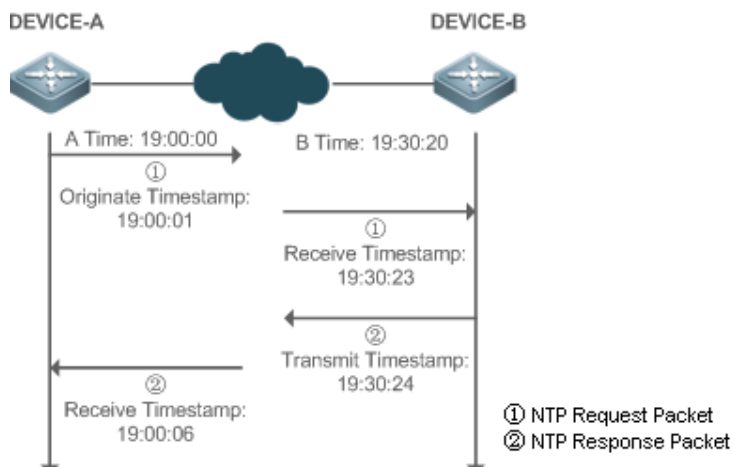 DEVICE-A
DEVICE-B
A Time: 19:00:00
B Time: 19:30:20
①
Originate Timestamp:
19:00:01
①
Receive Timestamp:
19:30:23
②
Transmit Timestamp:
19:30:24
②
Receive Timestamp:
19:00:06
① NTP Request Packet
② NTP Response Packet